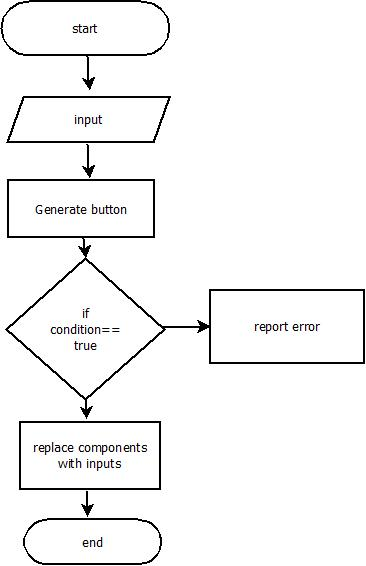 start
input
Generate button
if
condition==
true
report error
replace components
with inputs
end